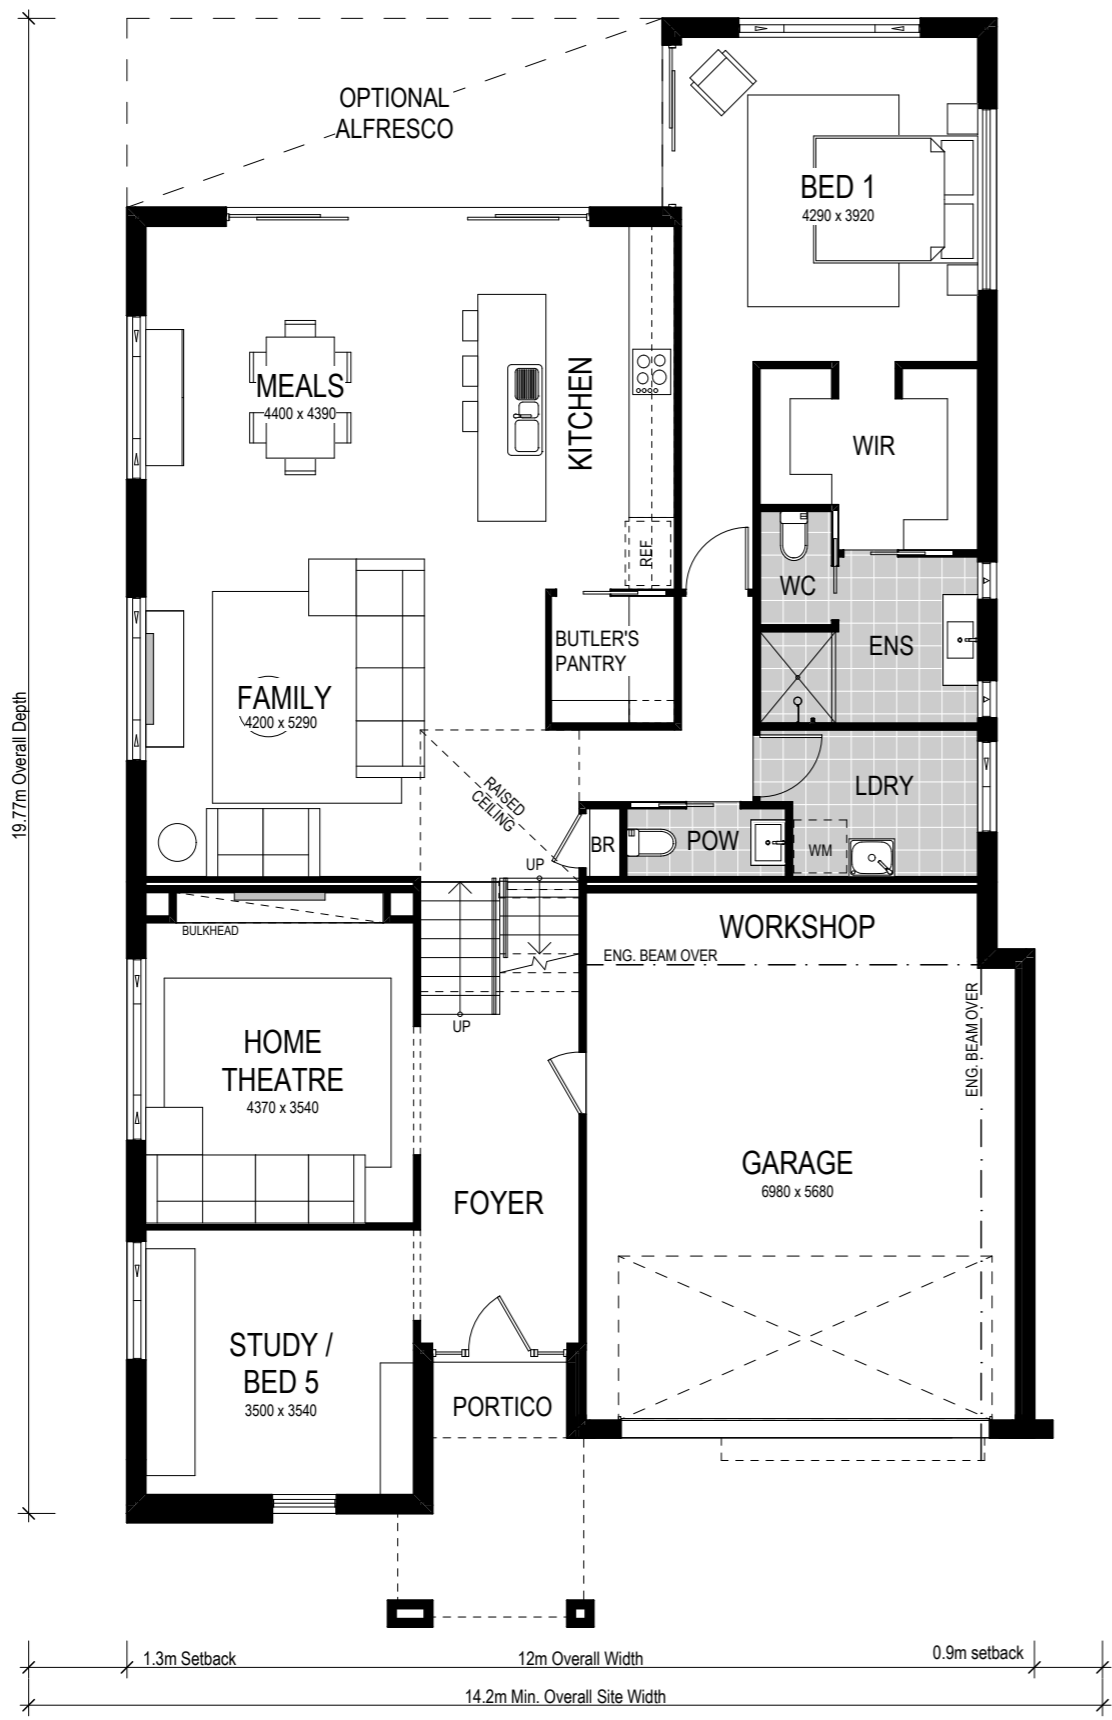 OPTIONAL
ALFRESCO
BED 1
4290 x 3920
MEALS
4400 x 4390
KITCHEN
WIR
REF
WC
BUTLER'S
PANTRY
ENS
FAMILY
4200 x 5290
19.77m Overall Depth
RAISED
CEILING
LDRY
BR
POW
WM
UP
BULKHEAD
WORKSHOP
ENG. BEAM OVER
ENG. BEAM OVER
UP
HOME
THEATRE
4370 x 3540
GARAGE
6980 x 5680
FOYER
STUDY /
BED 5
3500 x 3540
PORTICO
1.3m Setback
12m Overall Width
0.9m setback
14.2m Min. Overall Site Width